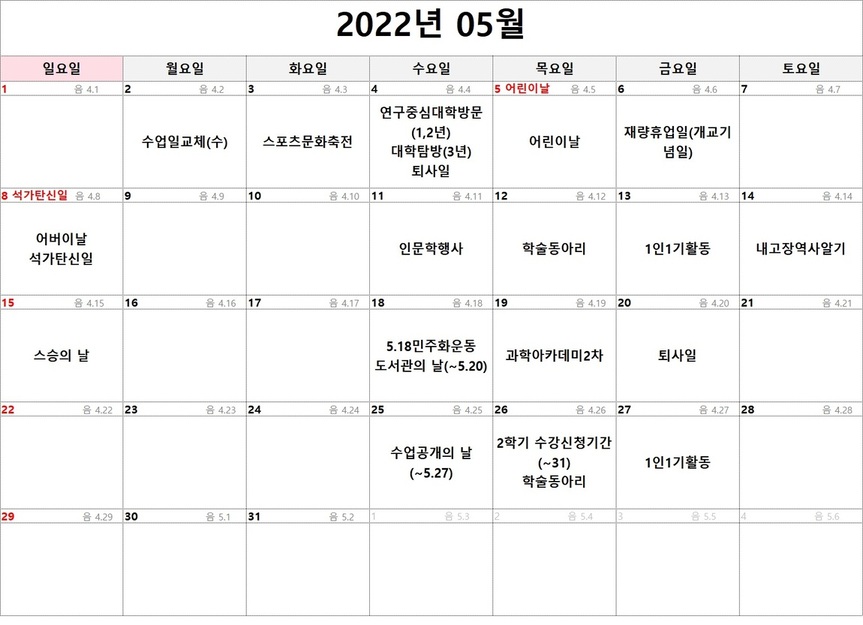 2022년 05월
일요일 월요일 화요일 수요일 목요일 금요일 토요일
1 음 4.1 2 음 4.2 3 음 4.3 4 음 4.4 5 어린이날 음 4.5 6 음 4.6 7 음 4.7
수업일교체(수)
스포츠문화축전
연구중심대학방문
(1,2년)
대학탐방(3년)
퇴사일
어린이날
재량휴업일(개교기
념일)
8 석가탄신일 음 4.8 9 음 4.9 10 음 4.10 11 음 4.11 12 음 4.12 13 음 4.13 14 음 4.14
어버이날
석가탄신일
인문학행사
학술동아리
1인1기활동
내고장역사알기
15 음 4.15 16 음 4.16 17 음 4.17 18 음 4.18 19 음 4.19 20 음 4.20 21 음 4.21
스승의 날
5.18민주화운동
도서관의 날(~5.20)
과학아카데미2차
퇴사일
22 음 4.22 23 음 4.23 24 음 4.24 25 음 4.25 26 음 4.26 27 음 4.27 28 음 4.28
수업공개의 날
(~5.27)
2학기 수강신청기간
(~31)
학술동아리
1인1기활동
29 음 4.29 30 음 5.1 31 음 5.2 1 음 5.3 2 음 5.4 3 음 5.5 4 음 5.6